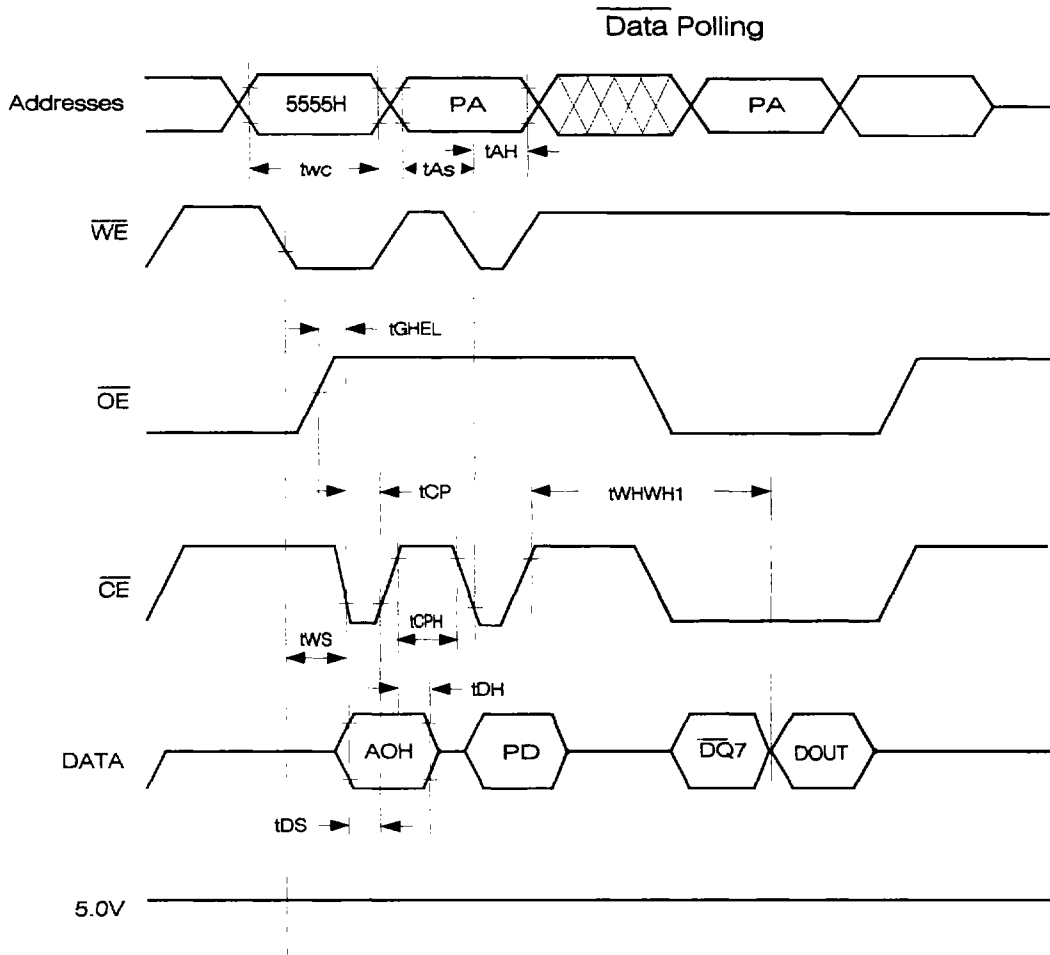 Data Polling
Addresses 5555H PA PA
twc tAs tAH
WE
tGHEL
OE
tCP tWHWH1
CE
tWS tCPH
tDH
DATA AOH PD DQ7 DOUT
tDS
5.0V